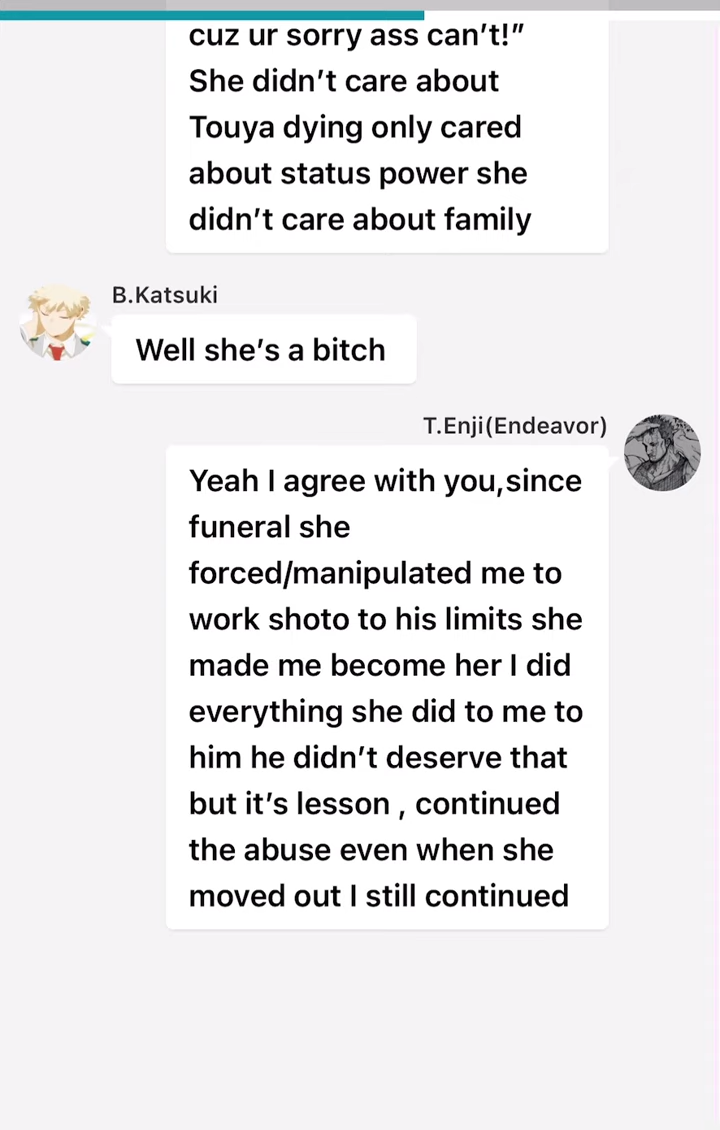 cuz ur sorry ass can't!”
She didn't care about
Touya dying only cared
about status power she
didn't care about family
B.Katsuki
Well she's a bitch
T.Enji(Endeavor)
Yeah I agree with you,since
funeral she
forced/manipulated me to
work shoto to his limits she
made me become her I did
everything she did to me to
him he didn't deserve that
but it's lesson , continued
the abuse even when she
moved out I still continued